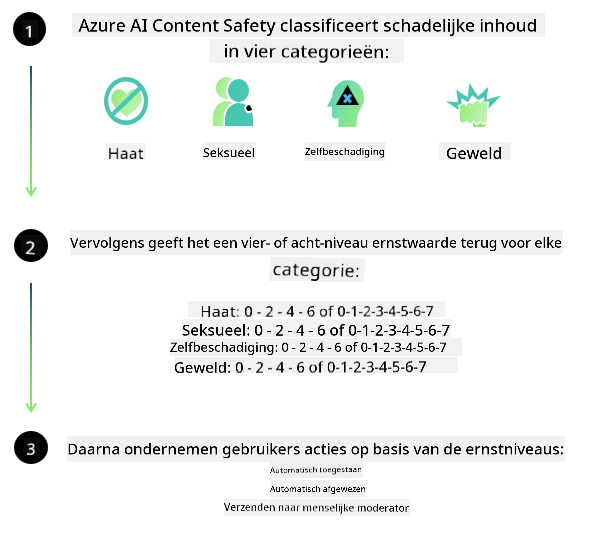 1
Azure AI Content Safety classificeert schadelijke inhoud
in vier categorieën:
Haat
Seksueel
Zelfbeschadiging
Geweld
2
Vervolgens geeft het een vier- of acht-niveau ernstwaarde terug voor elke
categorie:
Haat: 0 - 2 - 4 - 6 of 0-1-2-3-4-5-6-7
Seksueel: 0 - 2 - 4 - 6 of 0-1-2-3-4-5-6-7
Zelfbeschadiging: 0 - 2 - 4 - 6 of 0-1-2-3-4-5-6-7
Geweld: 0 - 2 - 4 - 6 of 0-1-2-3-4-5-6-7
3
Daarna ondernemen gebruikers acties op basis van de ernstniveaus:
Automatisch toegestaan
Automatisch afgewezen
Verzenden naar menselijke moderator